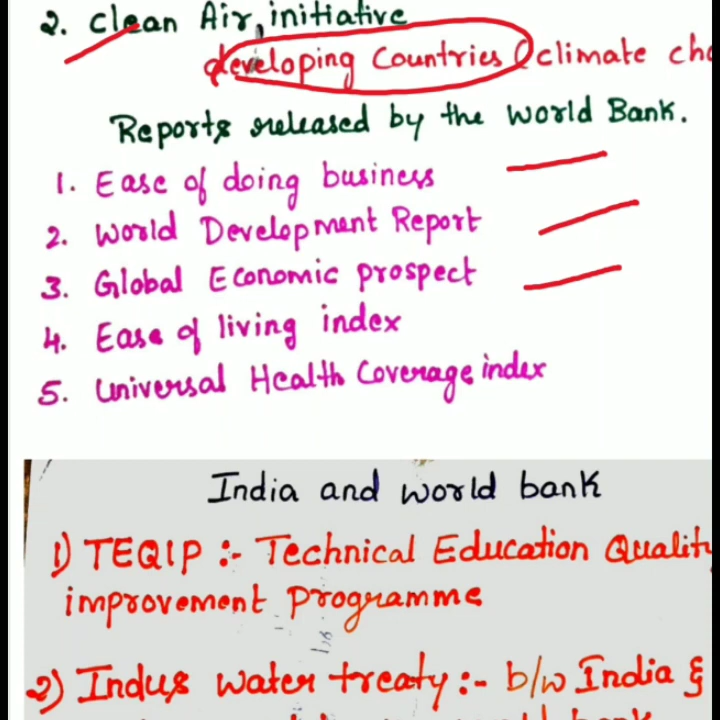 2. Clean Air, initiative
developing Countries (climate
Reports released by the World Bank.
1. Ease of doing business
2. World Development Report
3. Global Economic prospect
4. Ease of living index
5. Universal Health Coverage index
India and world bank
1) TEQIP :- Technical Education Quality
improvement Programme
2) Indus water treaty :- b/w India &
bank